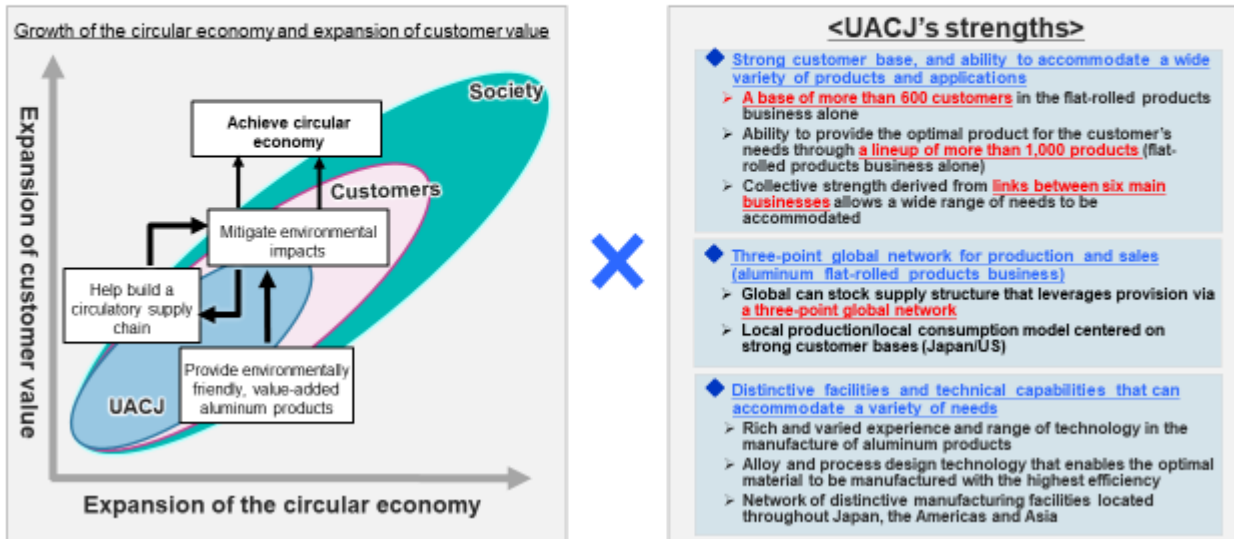 Growth of the circular economy and expansion of customer value
Expansion of customer value
Society
Achieve circular
economy
Customers
Mitigate environmental
impacts
Help build a
circulatory supply
chain
Provide environmentally
friendly, value-added
aluminum products
UACJ
Expansion of the circular economy
<UACJ's strengths>
Strong customer base, and ability to accommodate a wide
variety of products and applications
A base of more than 600 customers in the flat-rolled products
business alone
Ability to provide the optimal product for the customer's
needs through a lineup of more than 1,000 products (flat-
rolled products business alone)
Collective strength derived from links between six main
businesses allows a wide range of needs to be
accommodated
Three-point global network for production and sales
(aluminum flat-rolled products business)
Global can stock supply structure that leverages provision via
a three-point global network
Local production/local consumption model centered on
strong customer bases (Japan/US)
Distinctive facilities and technical capabilities that can
accommodate a variety of needs
Rich and varied experience and range of technology in the
manufacture of aluminum products
Alloy and process design technology that enables the optimal
material to be manufactured with the highest efficiency
Network of distinctive manufacturing facilities located
throughout Japan, the Americas and Asia